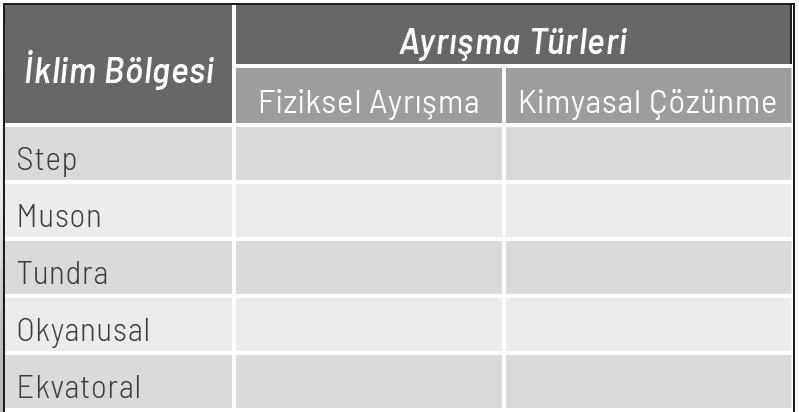 İklim Bölgesi
Ayrışma Türleri
Fiziksel Ayrışma
Kimyasal Çözünme
Step
Muson
Tundra
Okyanusal
Ekvatoral